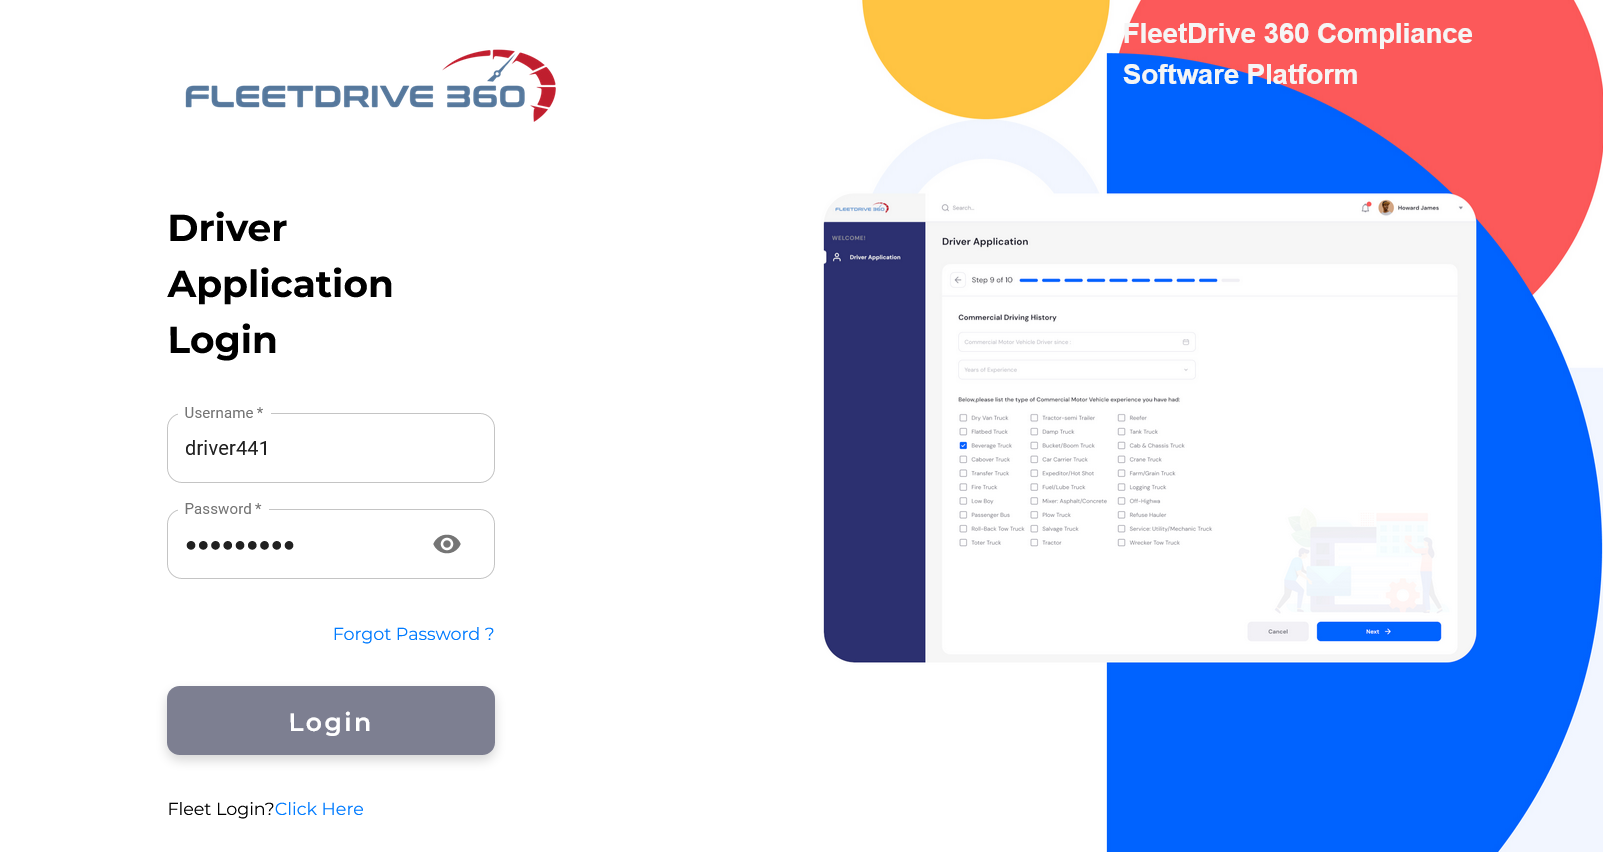 FLEETDRIVE 360
Driver
Application
Login
Username *
driver441
Password *
Forgot Password ?
Login
Fleet Login?Click Here
FleetDrive 360 Compliance
Software Platform
FLEETDRIVE 360
Search..
Howard James
WELCOME!
Driver Application
Driver Application
Step 9 of 10
Commercial Driving History
Commercial Motor Vehicle Driver since :
Years of Experience
Below,please list the type of Commercial Motor Vehicle experience you have had:
Dry Van Truck Tractor-semi Trailer Reefer
Flatbed Truck Damp Truck Tank Truck
Beverage Truck Bucket/Boom Truck Cab & Chassis Truck
Cabover Truck Car Carrier Truck Crane Truck
Transfer Truck Expeditor/Hot Shot Farm/Grain Truck
Fire Truck Fuel/Lube Truck Logging Truck
Low Boy Mixer: Asphalt/Concrete Off-Highwa
Passenger Bus Plow Truck Refuse Hauler
Roll-Back Tow Truck Salvage Truck Service: Utility/Mechanic Truck
Toter Truck Tractor Wrecker Tow Truck
Cancel Next